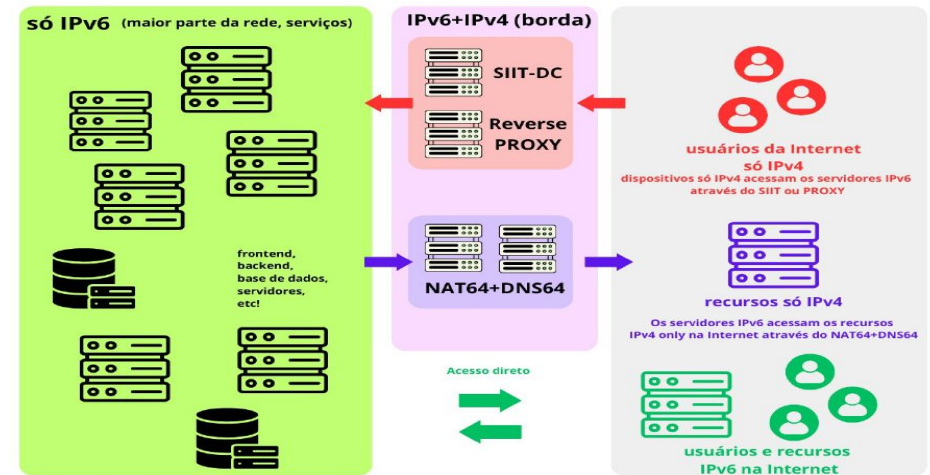 só IPv6 (maior parte da rede, serviços)
frontend,
backend,
base de dados,
servidores,
etc!
IPv6+IPv4 (borda)
SIIT-DC
Reverse
PROXY
NAT64+DNS64
Acesso direto
usuários da Internet
só IPv4
dispositivos só IPv4 acessam os servidores IPv6
através do SIIT ou PROXY
recursos só IPv4
Os servidores IPv6 acessam os recursos
IPv4 only na Internet através do NAT64+DNS64
usuários e recursos
IPv6 na Internet